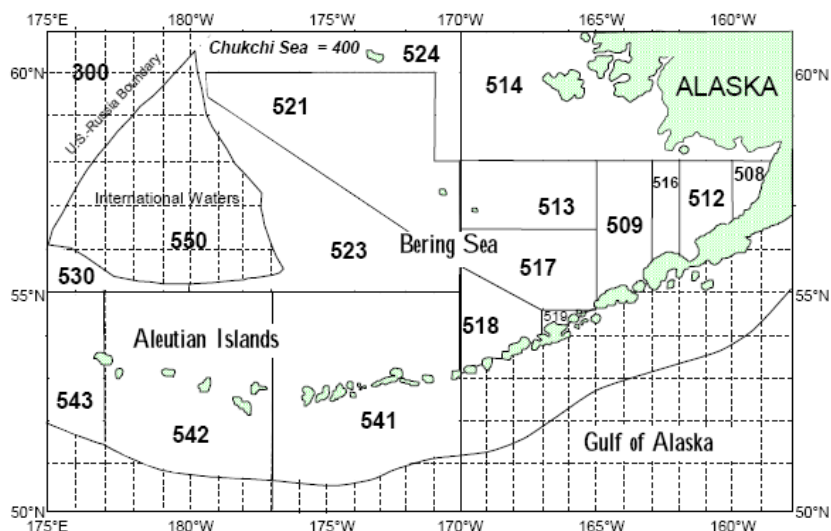 175°E 180°W 175°W 170°W 165°W 160°W
Chukchi Sea = 400
60°N 300 524 60°N
514 ALASKA
521
U.S.-Russia Boundary
508
516
512
International Waters
513
509
550
523 Bering Sea
517
530
55°N 55°N
519
518
Aleutian Islands
543
542
541
Gulf of Alaska
50°N 50°N
175°E 180°W 175°W 170°W 165°W 160°W